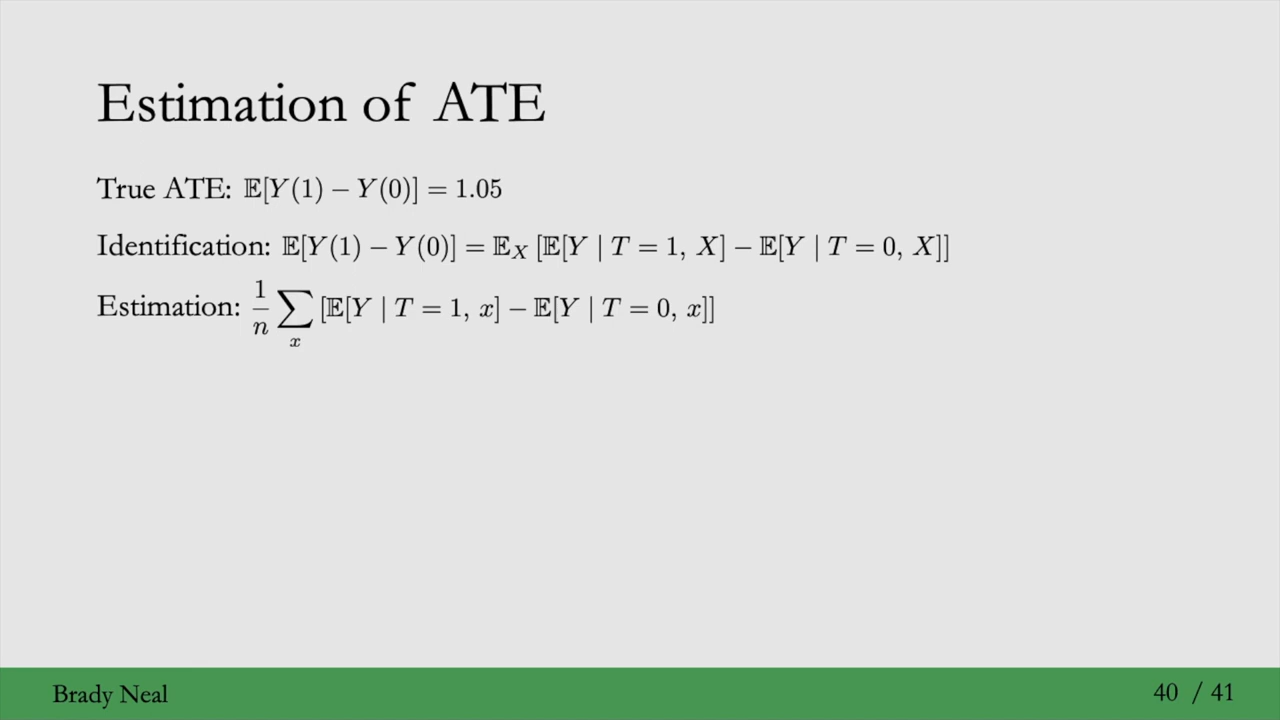 Estimation of ATE
True ATE: 𝔼[Y(1) − Y(0)] = 1.05
Identification: 𝔼[Y(1) − Y(0)] = 𝔼_X [𝔼[Y | T = 1, X] − 𝔼[Y | T = 0, X]]
Estimation: 1/n ∑_x [𝔼[Y | T = 1, x] − 𝔼[Y | T = 0, x]]
Brady Neal
40 / 41